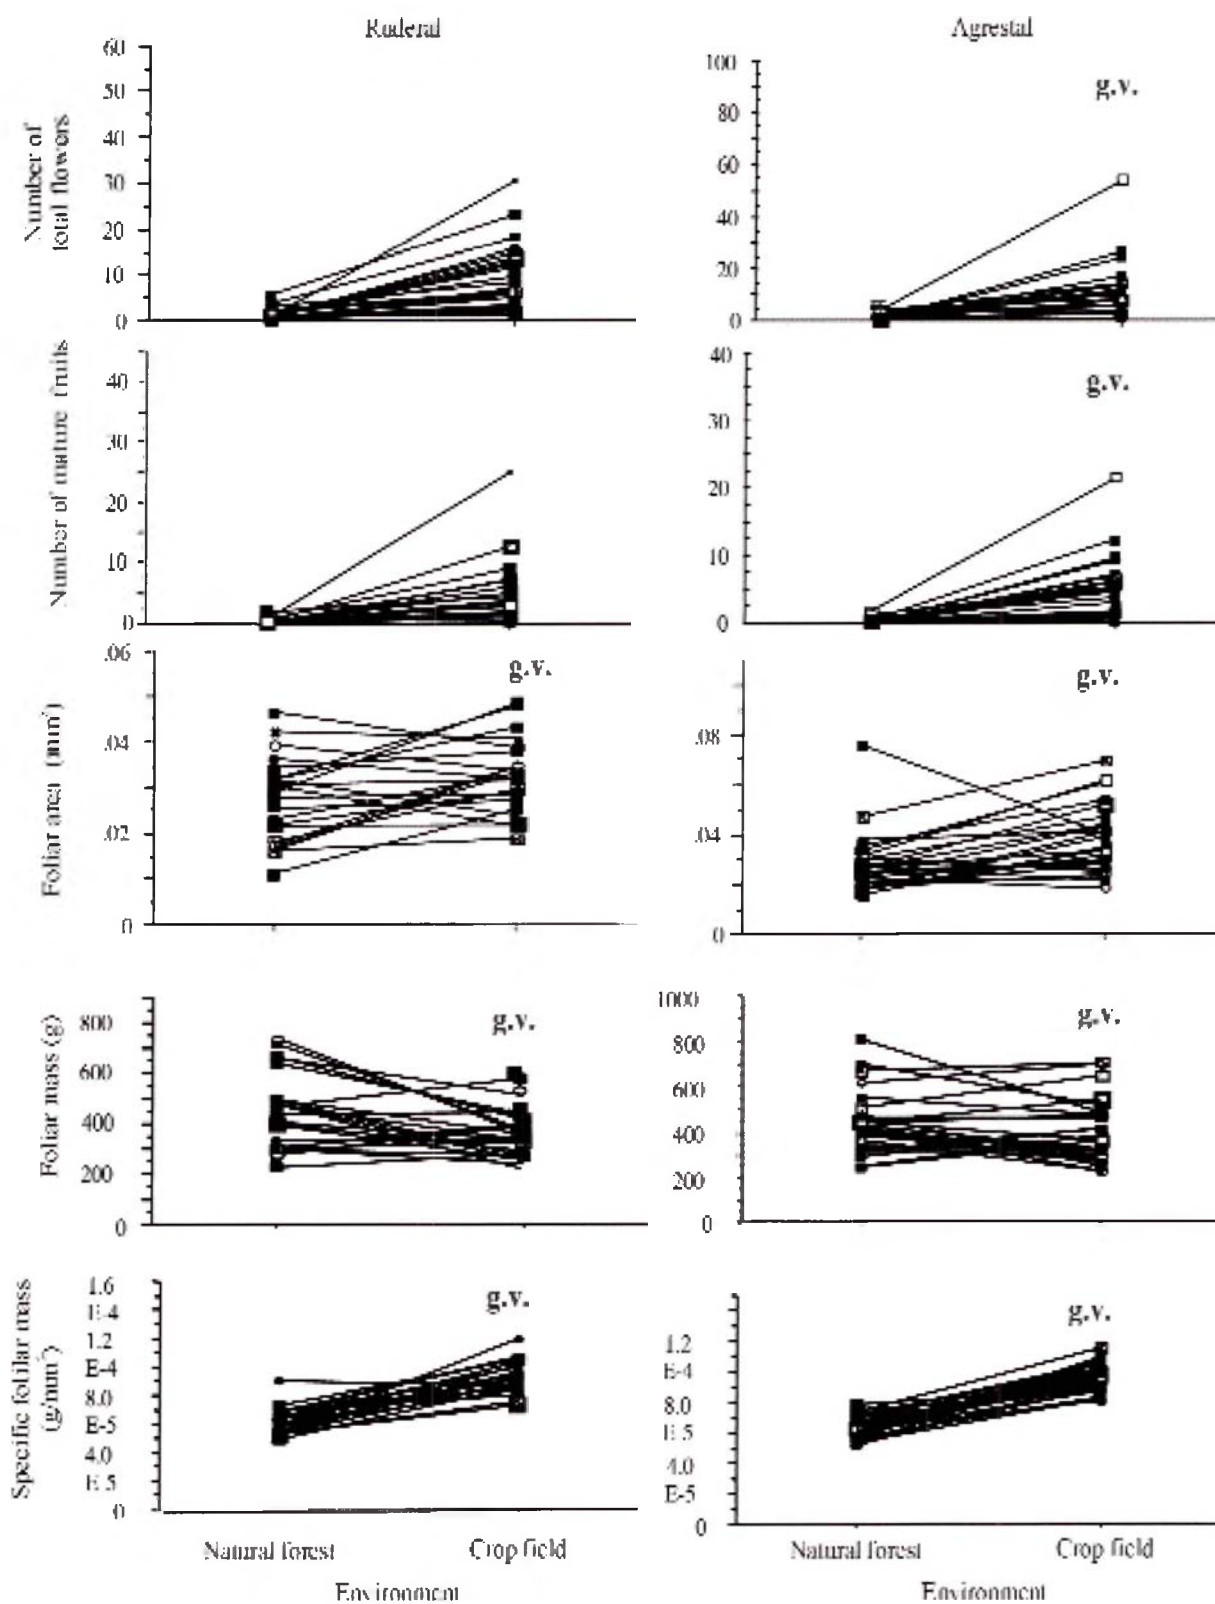 Ruderal
Agrestal
Number of
total flowers
60
50
40
30
20
10
0
100
80
60
40
20
0
g.v.
Number of mature fruits
40
30
20
10
0
40
30
20
10
0
g.v.
Foliar area (mm²)
.06
.04
.02
0
g.v.
.08
.04
0
g.v.
Foliar mass (g)
800
600
400
200
0
g.v.
1000
800
600
400
200
0
g.v.
Specific folilar mass
(g/mm²)
1.6
E-4
1.2
E-4
8.0
E-5
4.0
E-5
0
g.v.
1.2
E-4
8.0
E-5
4.0
E-5
0
g.v.
Natural forest
Crop field
Natural forest
Crop field
Environment
Environment